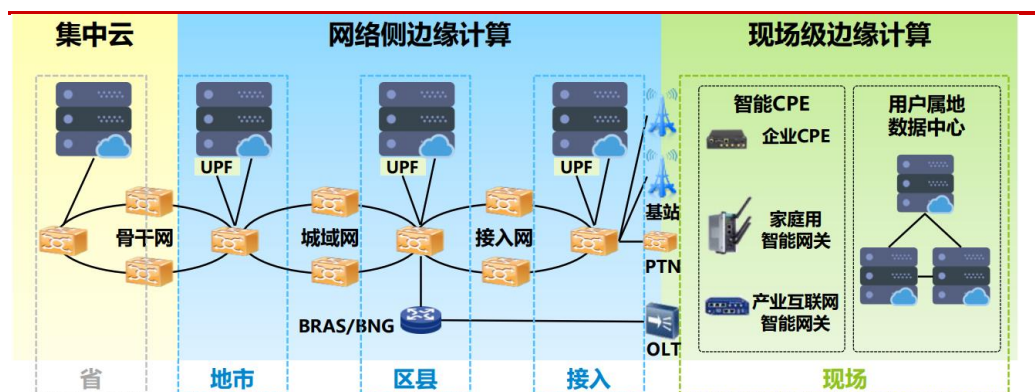 集中云
网络侧边缘计算
现场级边缘计算
UPF
UPF
UPF
骨干网
城域网
接入网
基站
PTN
BRAS/BNG
OLT
智能CPE
企业CPE
家庭用
智能网关
产业互联网
智能网关
用户属地
数据中心
省
地市
区县
接入
现场